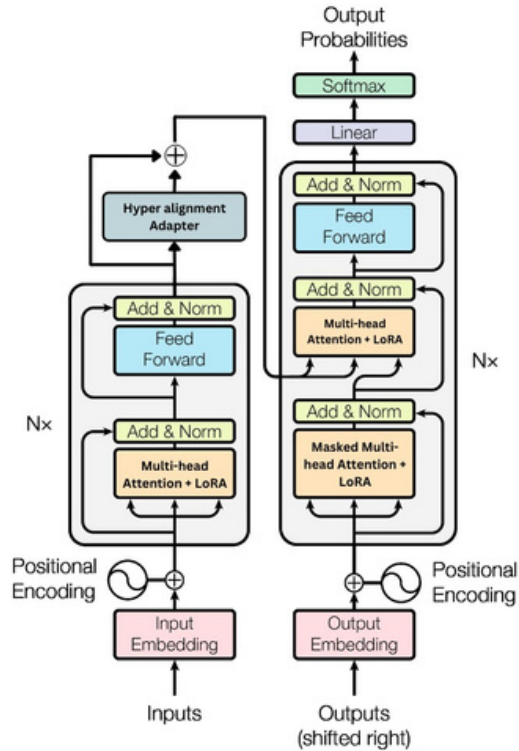 Output
Probabilities
Softmax
Linear
Add & Norm
Feed
Forward
Add & Norm
Multi-head
Attention + LoRA
Nx
Add & Norm
Masked Multi-
head Attention +
LoRA
Positional
Encoding
Output
Embedding
Outputs
(shifted right)
Hyper alignment
Adapter
Add & Norm
Feed
Forward
Nx
Add & Norm
Multi-head
Attention + LoRA
Positional
Encoding
Input
Embedding
Inputs